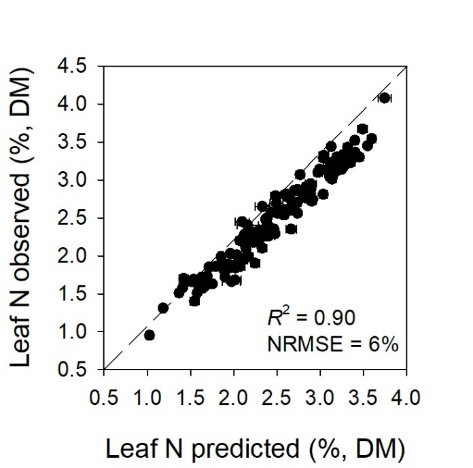 4.5
4.0
3.5
3.0
2.5
2.0
1.5
1.0
0.5
Leaf N observed (%, DM)
R² = 0.90
NRMSE = 6%
0.5 1.0 1.5 2.0 2.5 3.0 3.5 4.0
Leaf N predicted (%, DM)